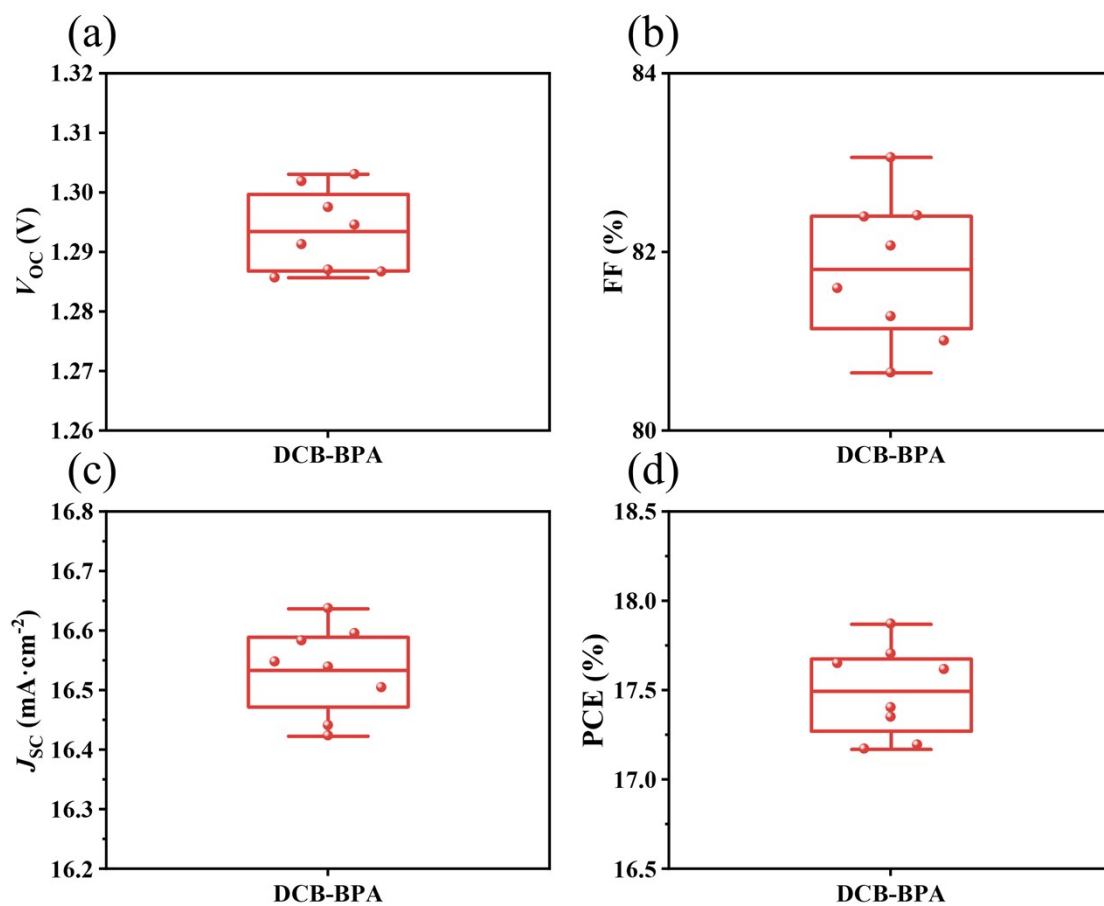 (a)
1.32
1.31
1.30
1.29
1.28
1.27
1.26
V_OC (V)
DCB-BPA
(b)
84
82
80
FF (%)
DCB-BPA
(c)
16.8
16.7
16.6
16.5
16.4
16.3
16.2
J_SC (mA·cm⁻²)
DCB-BPA
(d)
18.5
18.0
17.5
17.0
16.5
PCE (%)
DCB-BPA